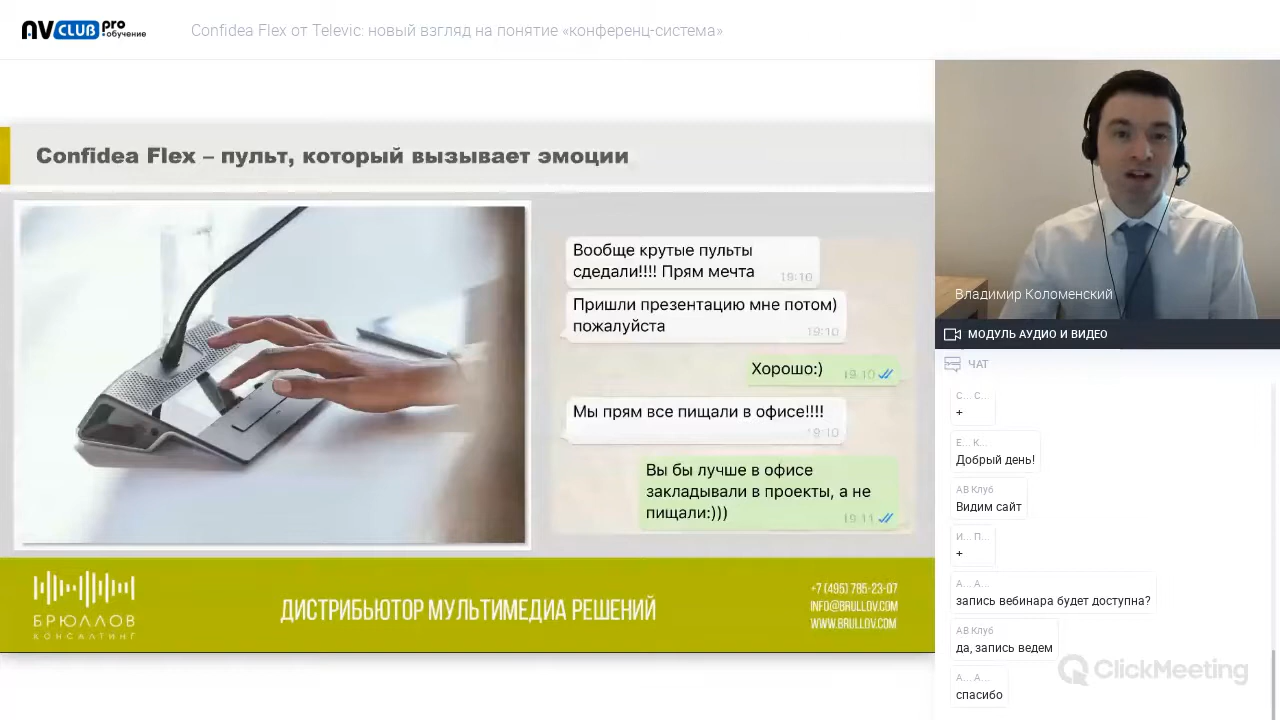 AV CLUB pro
•обучение
Confidea Flex от Televic: новый взгляд на понятие «конференц-система»
Confidea Flex – пульт, который вызывает эмоции
Вообще крутые пульты
сдедали!!!! Прям мечта
19:10
Пришли презентацию мне потом)
пожалуйста
19:10
Хорошо:)
19:10
Мы прям все пищали в офисе!!!!
19:10
Вы бы лучше в офисе
закладывали в проекты, а не
пищали:)))
19:11
БРЮЛЛОВ
КОНСАЛТИНГ
ДИСТРИБЬЮТОР МУЛЬТИМЕДИА РЕШЕНИЙ
+7 (495) 785-23-07
INFO@BRULLOV.COM
WWW.BRULLOV.COM
Владимир Коломенский
МОДУЛЬ АУДИО И ВИДЕО
ЧАТ
С... С...
+
Е... К...
Добрый день!
АВ Клуб
Видим сайт
И... П...
+
А... А...
запись вебинара будет доступна?
АВ Клуб
да, запись ведем
А... А...
спасибо
ClickMeeting